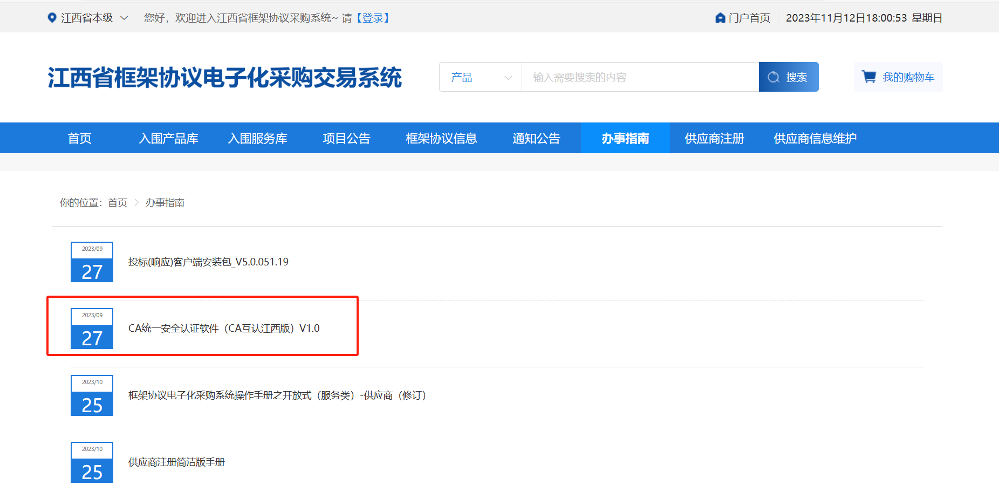 江西省本级 您好，欢迎进入江西省框架协议采购系统~ 请【登录】 门户首页 2023年11月12日18:00:53 星期日
江西省框架协议电子化采购交易系统 产品 输入需要搜索的内容 搜索 我的购物车
首页 入围产品库 入围服务库 项目公告 框架协议信息 通知公告 办事指南 供应商注册 供应商信息维护
你的位置：首页 > 办事指南
2023/09
27
投标(响应)客户端安装包_V5.0.051.19
2023/09
27
CA统一安全认证软件（CA互认江西版）V1.0
2023/10
25
框架协议电子化采购系统操作手册之开放式（服务类）-供应商（修订）
2023/10
25
供应商注册简洁版手册